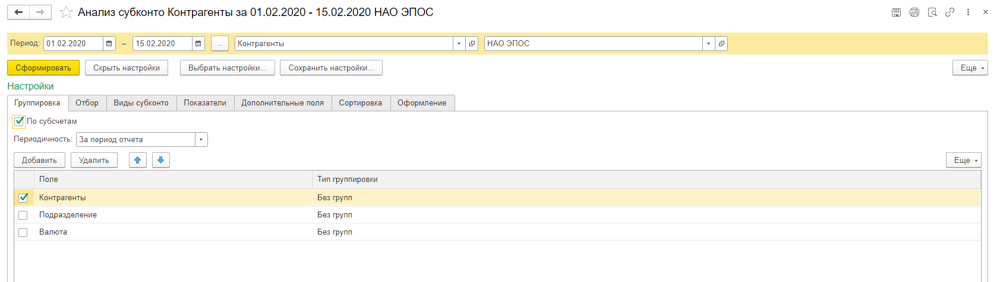 Анализ субконто Контрагенты за 01.02.2020 - 15.02.2020 НАО ЭПОС
Период: 01.02.2020 – 15.02.2020 ... Контрагенты НАО ЭПОС
Сформировать Скрыть настройки Выбрать настройки... Сохранить настройки... Еще
Настройки
Группировка Отбор Виды субконто Показатели Дополнительные поля Сортировка Оформление
По субсчетам
Периодичность: За период отчета
Добавить Удалить Еще
Поле Тип группировки
Контрагенты Без групп
Подразделение Без групп
Валюта Без групп